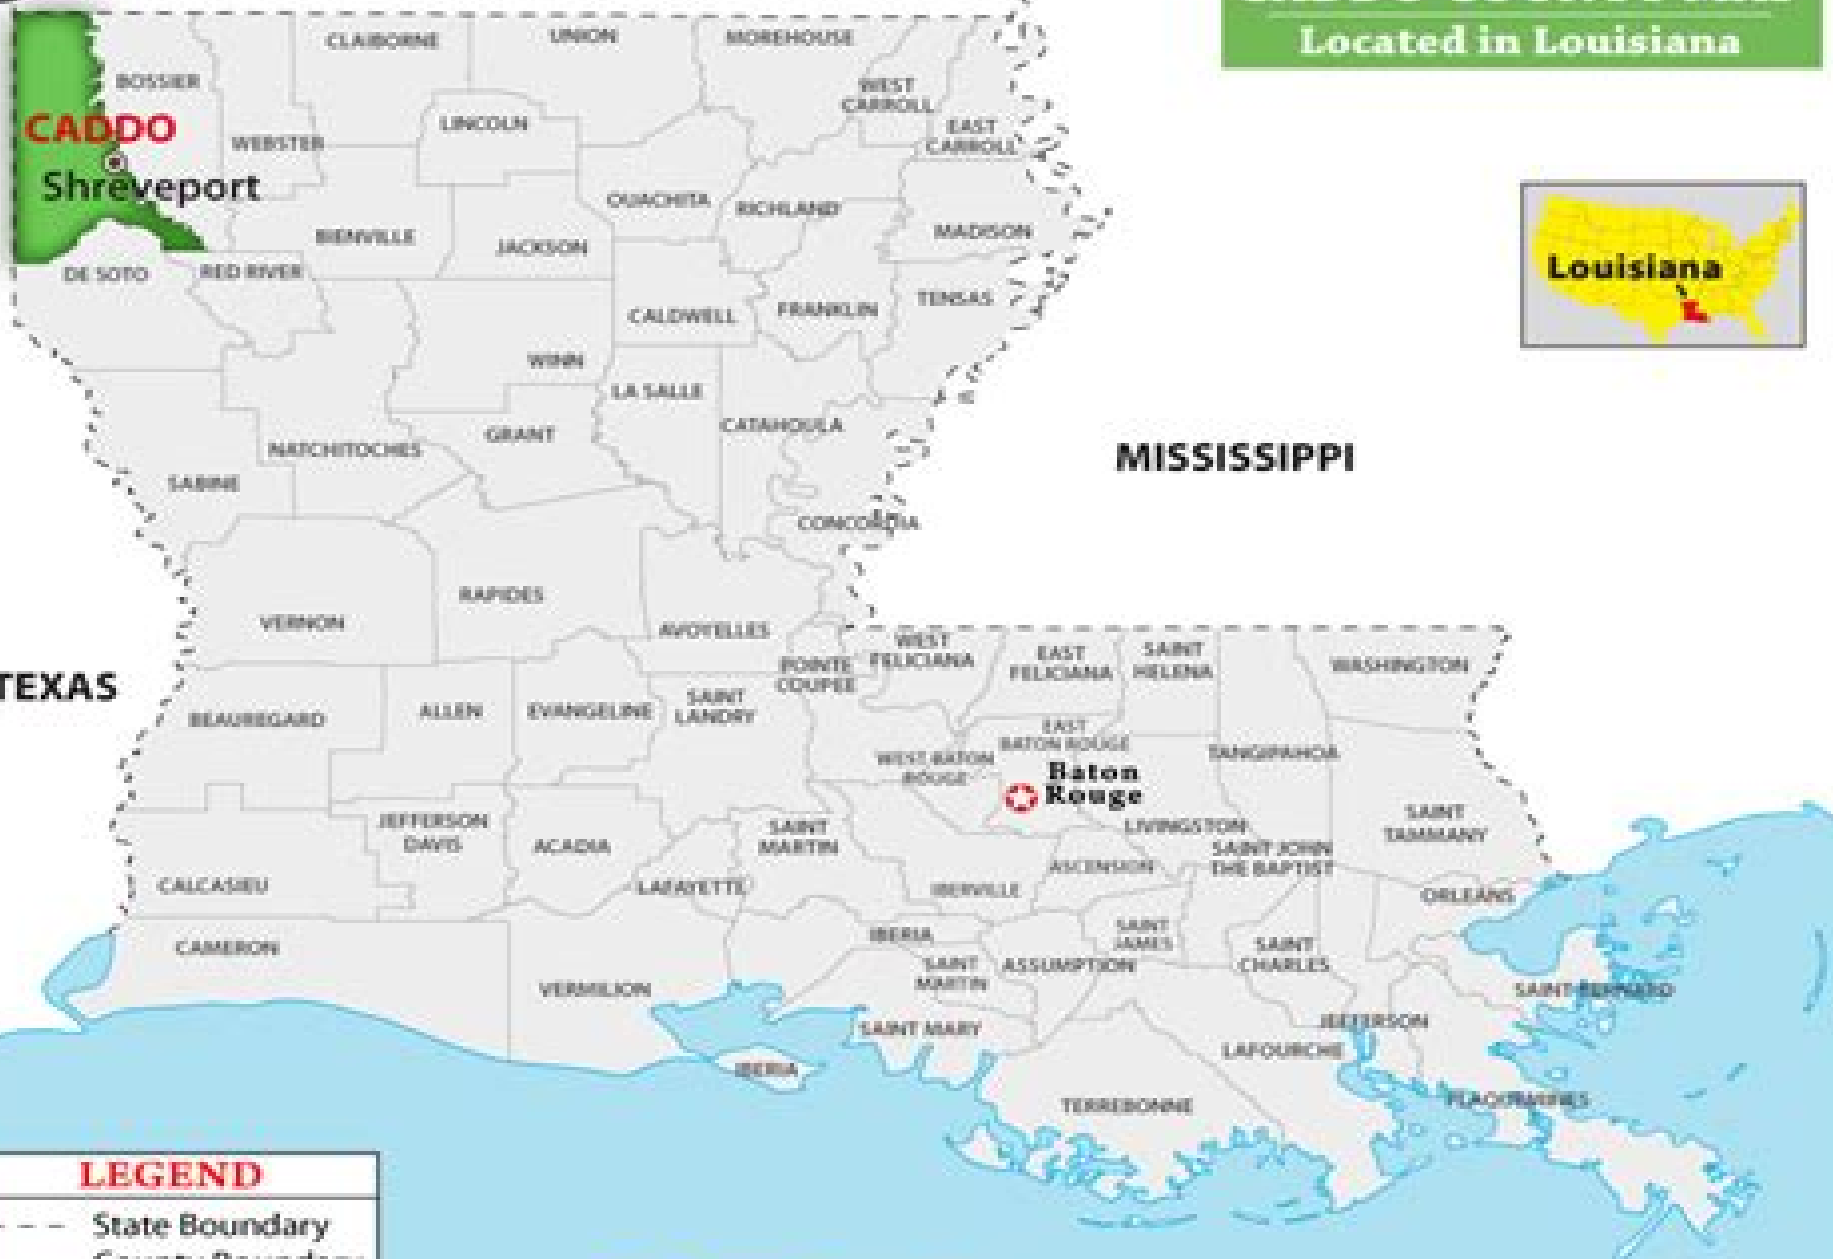 Located in Louisiana
CLAIBORNE
UNION
MOREHOUSE
BOSSIER
WEST
CARROLL
CADDO
WEBSTER
LINCOLN
EAST
CARROLL
Shreveport
OUACHITA
RICHLAND
MADISON
BIENVILLE
JACKSON
DE SOTO
RED RIVER
Louisiana
CALDWELL
FRANKLIN
TENSAS
WINN
LA SALLE
CATAHOULA
GRANT
NATCHITOCHES
MISSISSIPPI
SABINE
CONCORDIA
RAPIDES
VERNON
AVOYELLES
WEST
FELICIANA
EAST
FELICIANA
SAINT
HELENA
WASHINGTON
POINTE
COUPEE
TEXAS
BEAUREGARD
ALLEN
EVANGELINE
SAINT
LANDRY
EAST
BATON ROUGE
WEST BATON
ROUGE
TANGIPAHOA
Baton
Rouge
JEFFERSON
DAVIS
ACADIA
SAINT
MARTIN
LIVINGSTON
SAINT
TAMMANY
SAINT JOHN
THE BAPTIST
ASCENSION
CALCASIEU
LAFAYETTE
IBERVILLE
ORLEANS
CAMERON
IBERIA
SAINT
JAMES
SAINT
CHARLES
VERMILION
SAINT
MARTIN
ASSUMPTION
SAINT BERNARD
SAINT MARY
JEFFERSON
LAFOURCHE
IBERIA
TERREBONNE
PLAQUEMINES
LEGEND
State Boundary
County Boundary